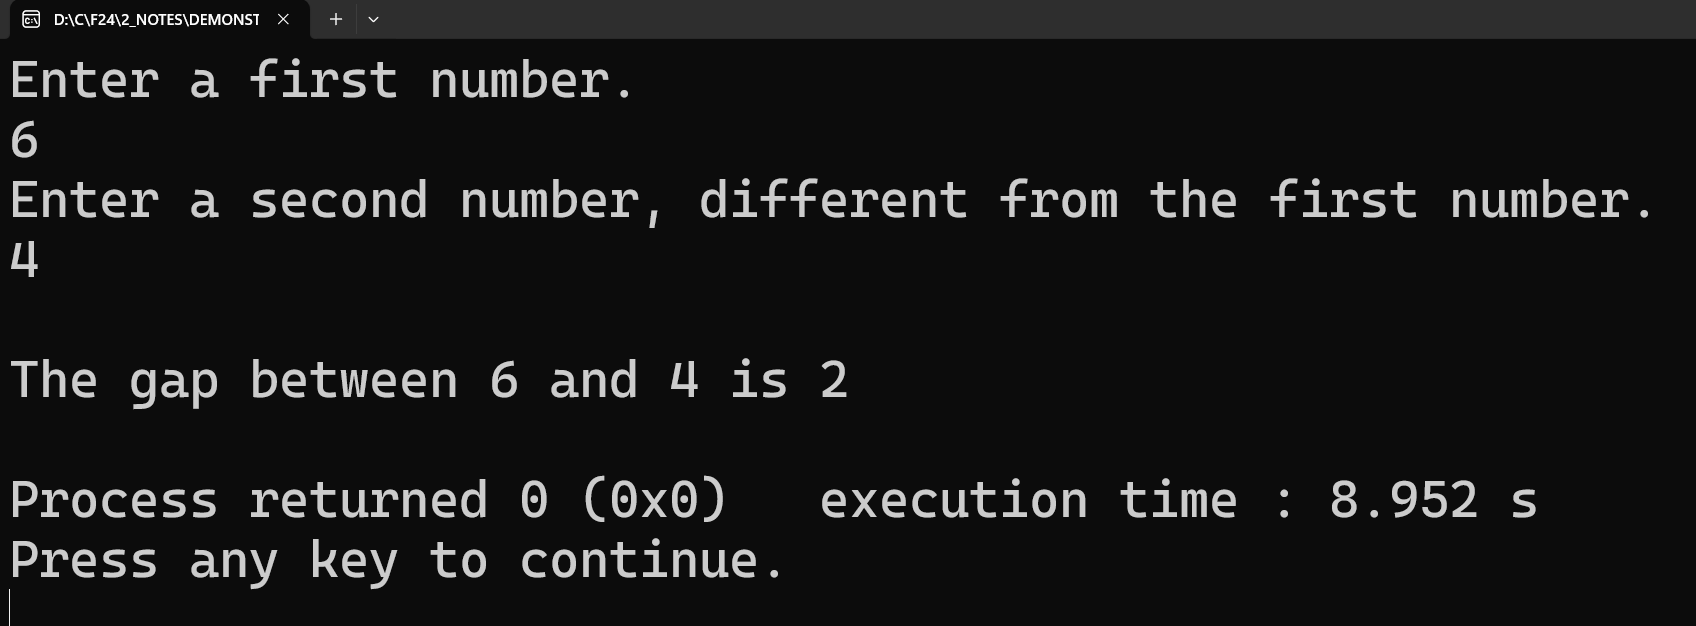 D:\C\F24\2_NOTES\DEMONST
Enter a first number.
6
Enter a second number, different from the first number.
4
The gap between 6 and 4 is 2
Process returned 0 (0x0)   execution time : 8.952 s
Press any key to continue.